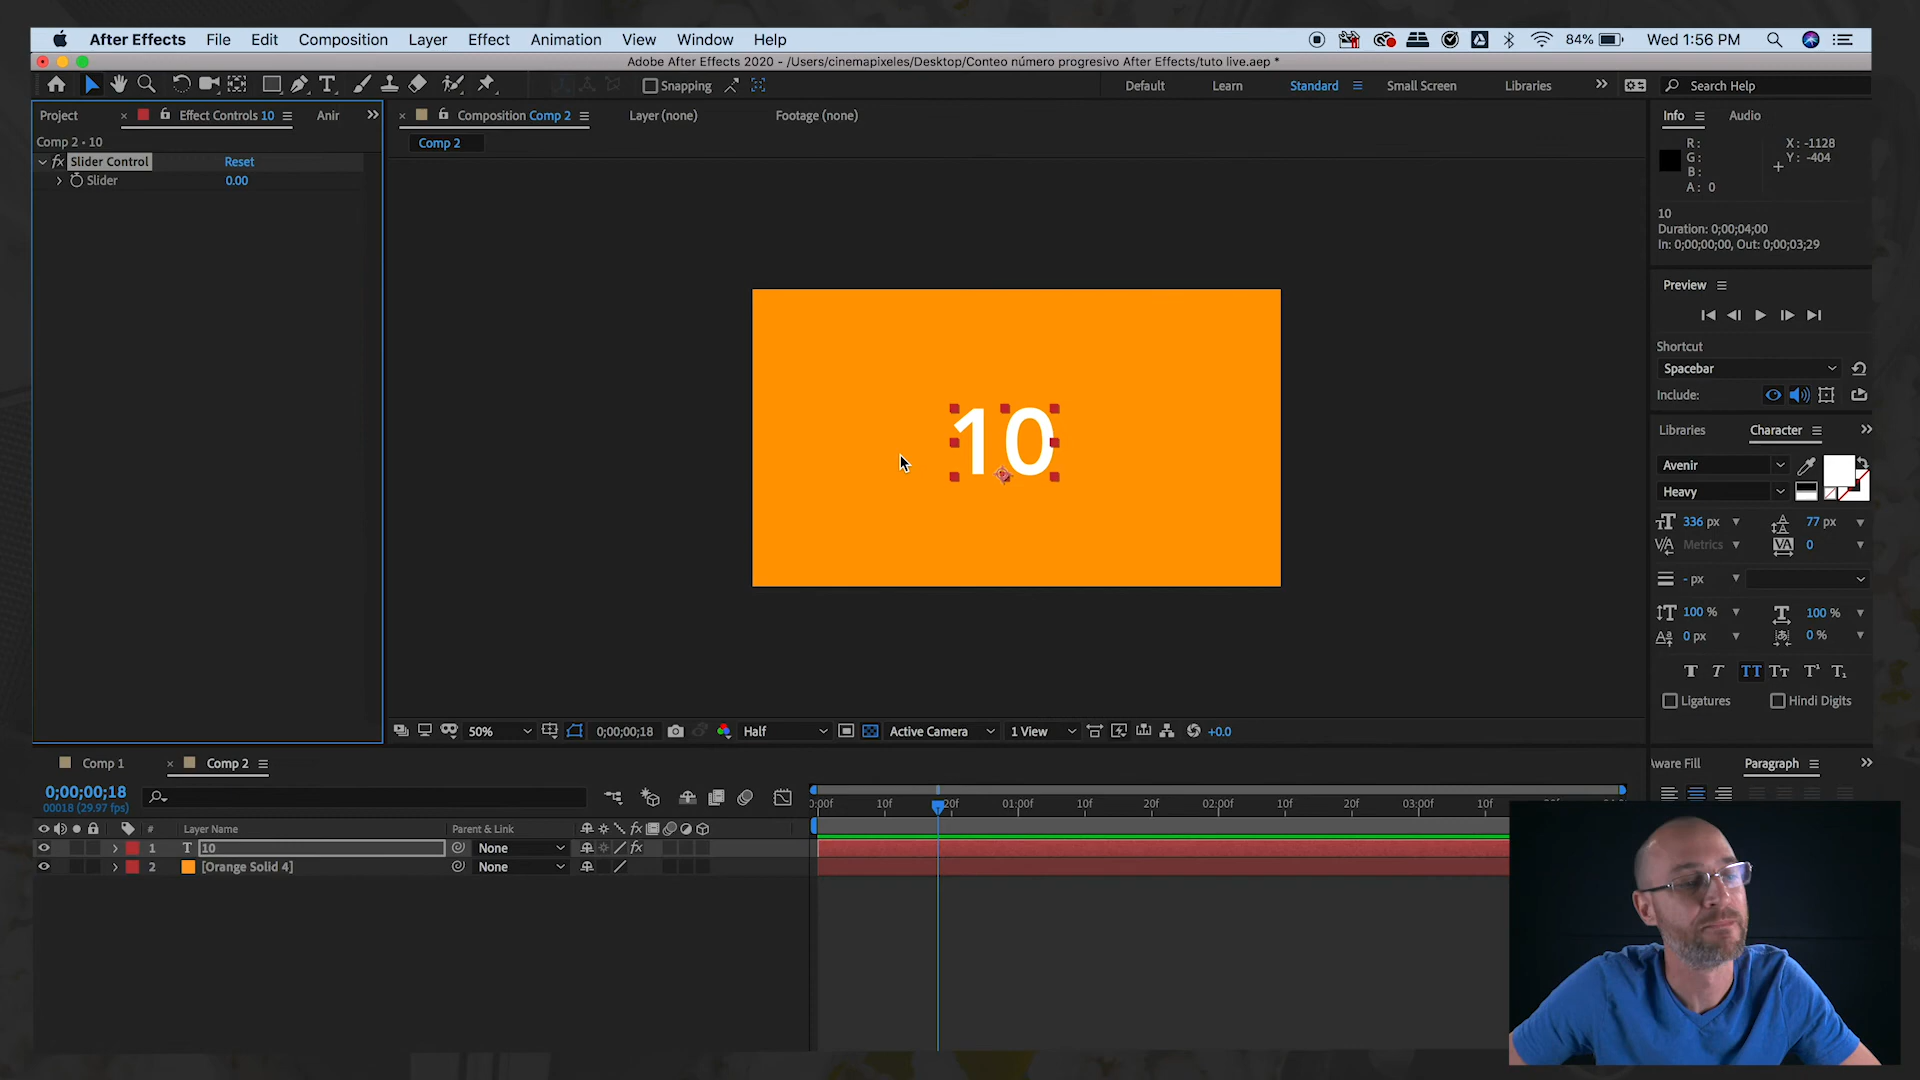 After Effects File Edit Composition Layer Effect Animation View Window Help 84% Wed 1:56 PM
Adobe After Effects 2020 - /Users/cinemapixeles/Desktop/Conteo número progresivo After Effects/tuto live.aep *
Snapping Default Learn Standard Small Screen Libraries Search Help
Project Effect Controls 10 Anir
Composition Comp 2 Layer (none) Footage (none)
Info Audio
Comp 2 • 10
Comp 2
fx Slider Control Reset
Slider 0.00
R: X: -1128
G: Y: -404
B:
A: 0
10
Duration: 0;00;04;00
In: 0;00;00;00, Out: 0;00;03;29
Preview
Shortcut
Spacebar
Include:
Libraries Character
Avenir
Heavy
336 px 77 px
Metrics 0
- px
100 % 100 %
0 px 0 %
Ligatures Hindi Digits
10
50% 0;00;00;18 Half Active Camera 1 View +0.0
Comp 1 Comp 2
Aware Fill Paragraph
0;00;00;18
00018 (29.97 fps)
0:00f 10f 20f 01:00f 10f 20f 02:00f 10f 20f 03:00f 10f
# Layer Name Parent & Link
1 T 10 None
2 [Orange Solid 4] None